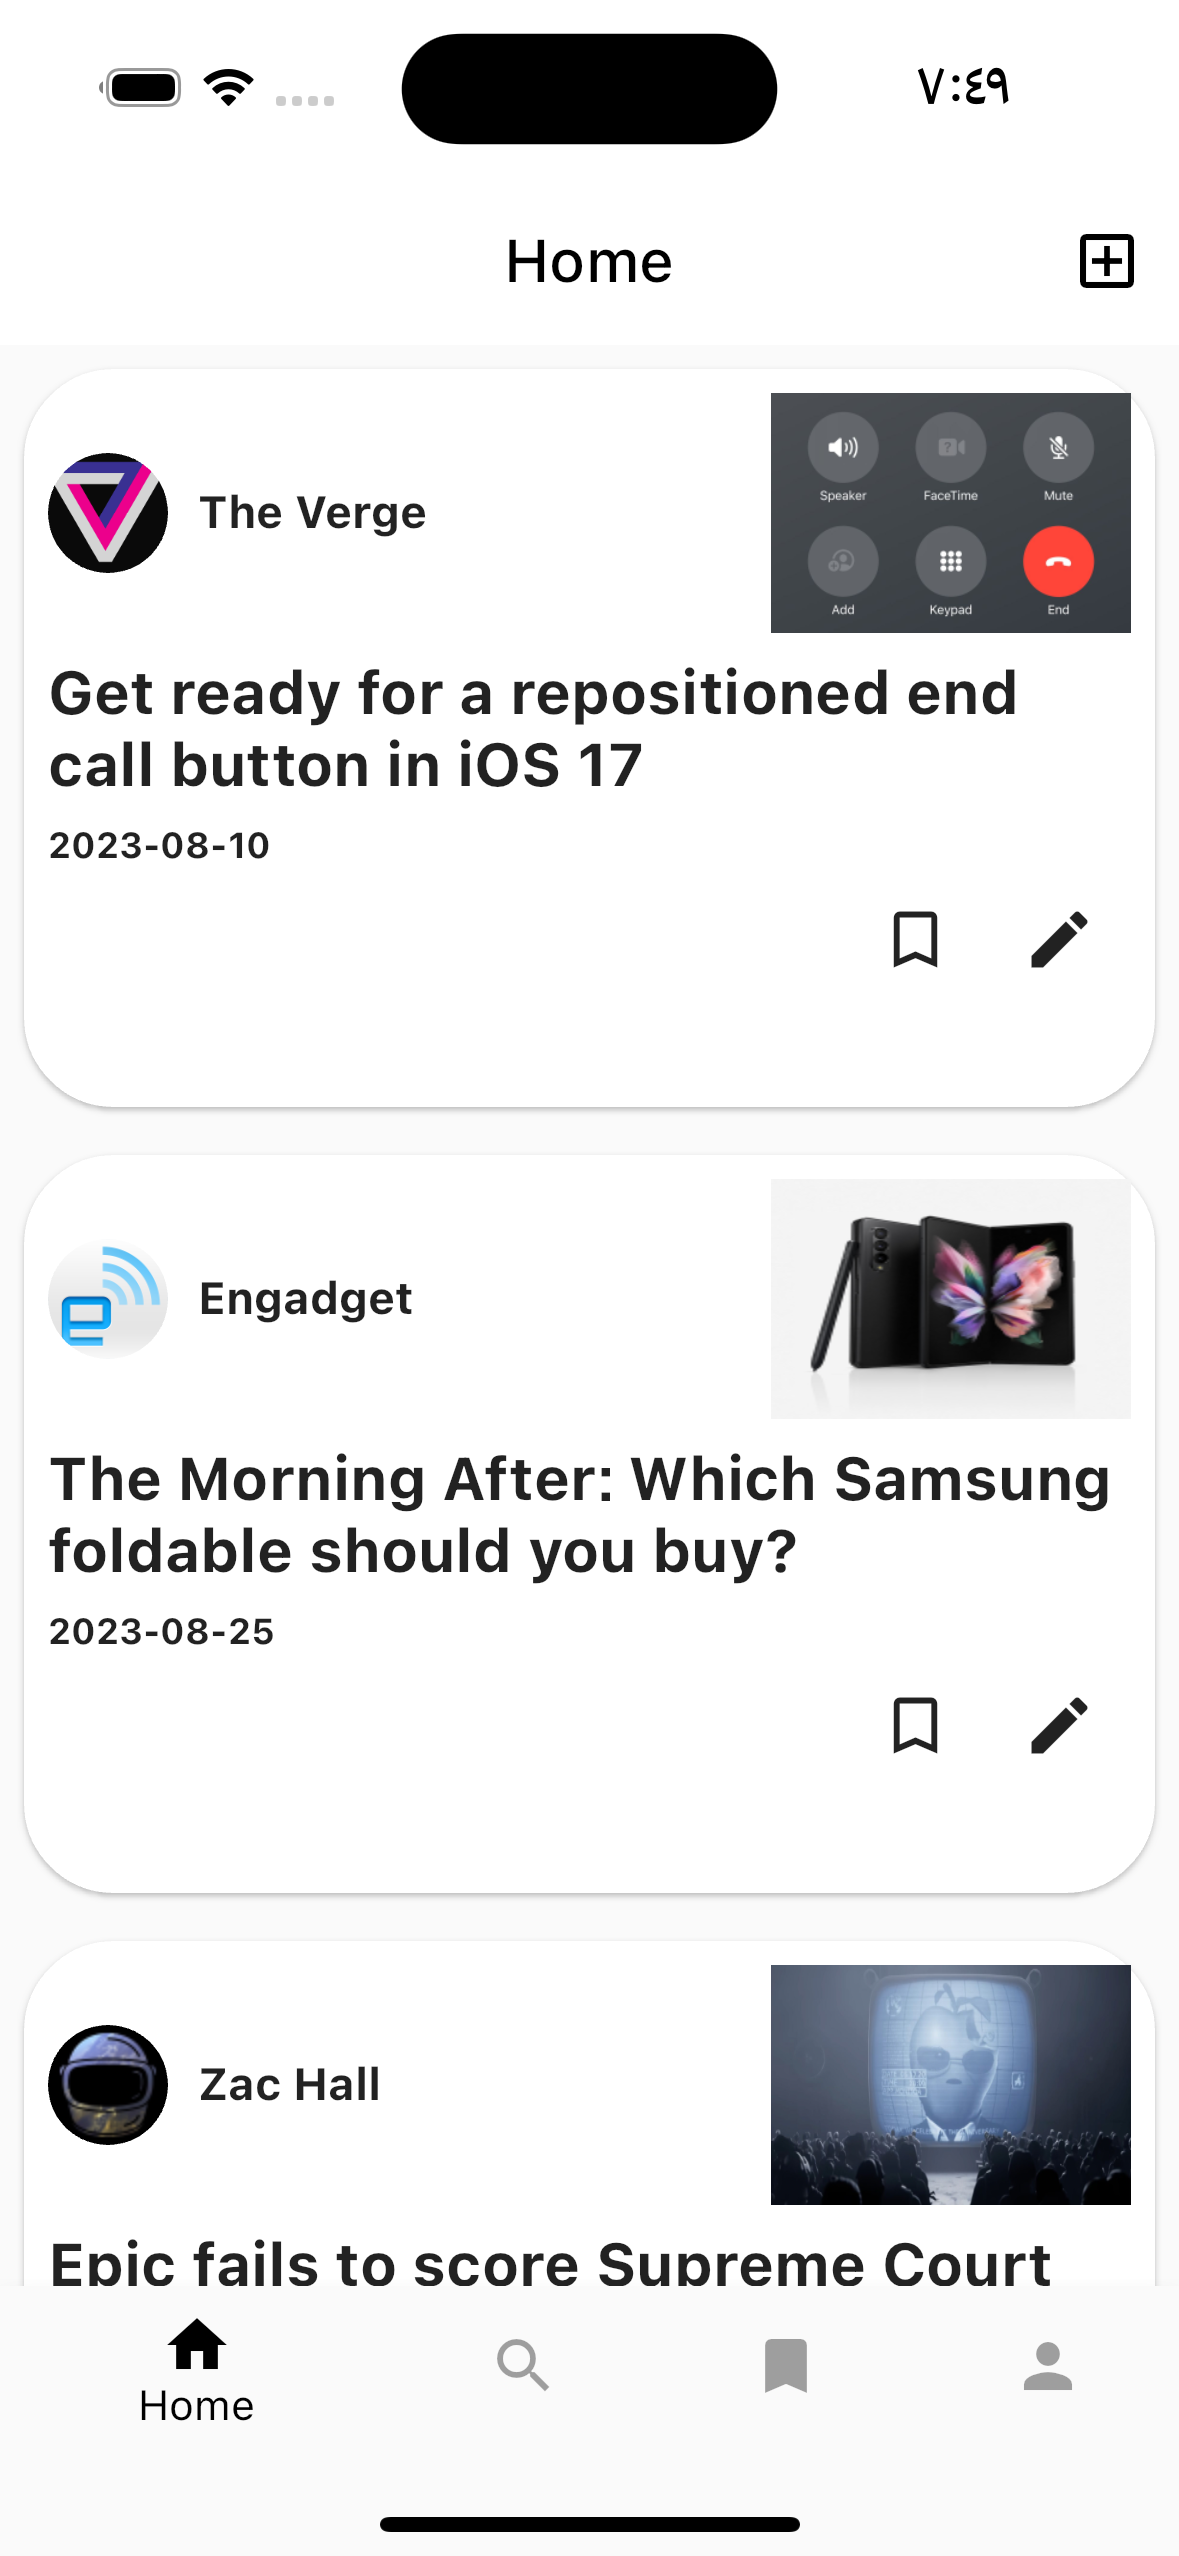 ٧:٤٩
Home
The Verge
Speaker
FaceTime
Mute
Add
Keypad
End
Get ready for a repositioned end
call button in iOS 17
2023-08-10
Engadget
The Morning After: Which Samsung
foldable should you buy?
2023-08-25
Zac Hall
Epic fails to score Supreme Court
Home